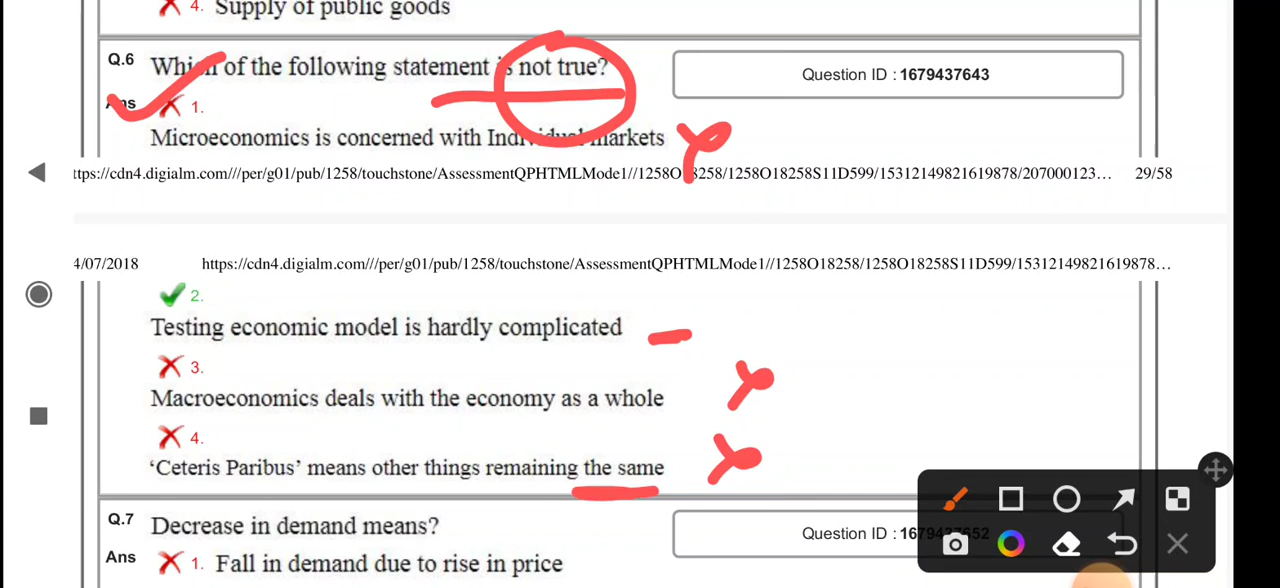 4. Supply of public goods
Q.6 Which of the following statement is not true?
Question ID : 1679437643
Ans 1.
Microeconomics is concerned with Individual markets
ttps://cdn4.digialm.com///per/g01/pub/1258/touchstone/AssessmentQPHTMLMode1//1258O18258/1258O18258S11D599/15312149821619878/207000123… 29/58
4/07/2018 https://cdn4.digialm.com///per/g01/pub/1258/touchstone/AssessmentQPHTMLMode1//1258O18258/1258O18258S11D599/15312149821619878…
2.
Testing economic model is hardly complicated
3.
Macroeconomics deals with the economy as a whole
4.
‘Ceteris Paribus’ means other things remaining the same
Q.7 Decrease in demand means?
Question ID : 1679437652
Ans 1. Fall in demand due to rise in price